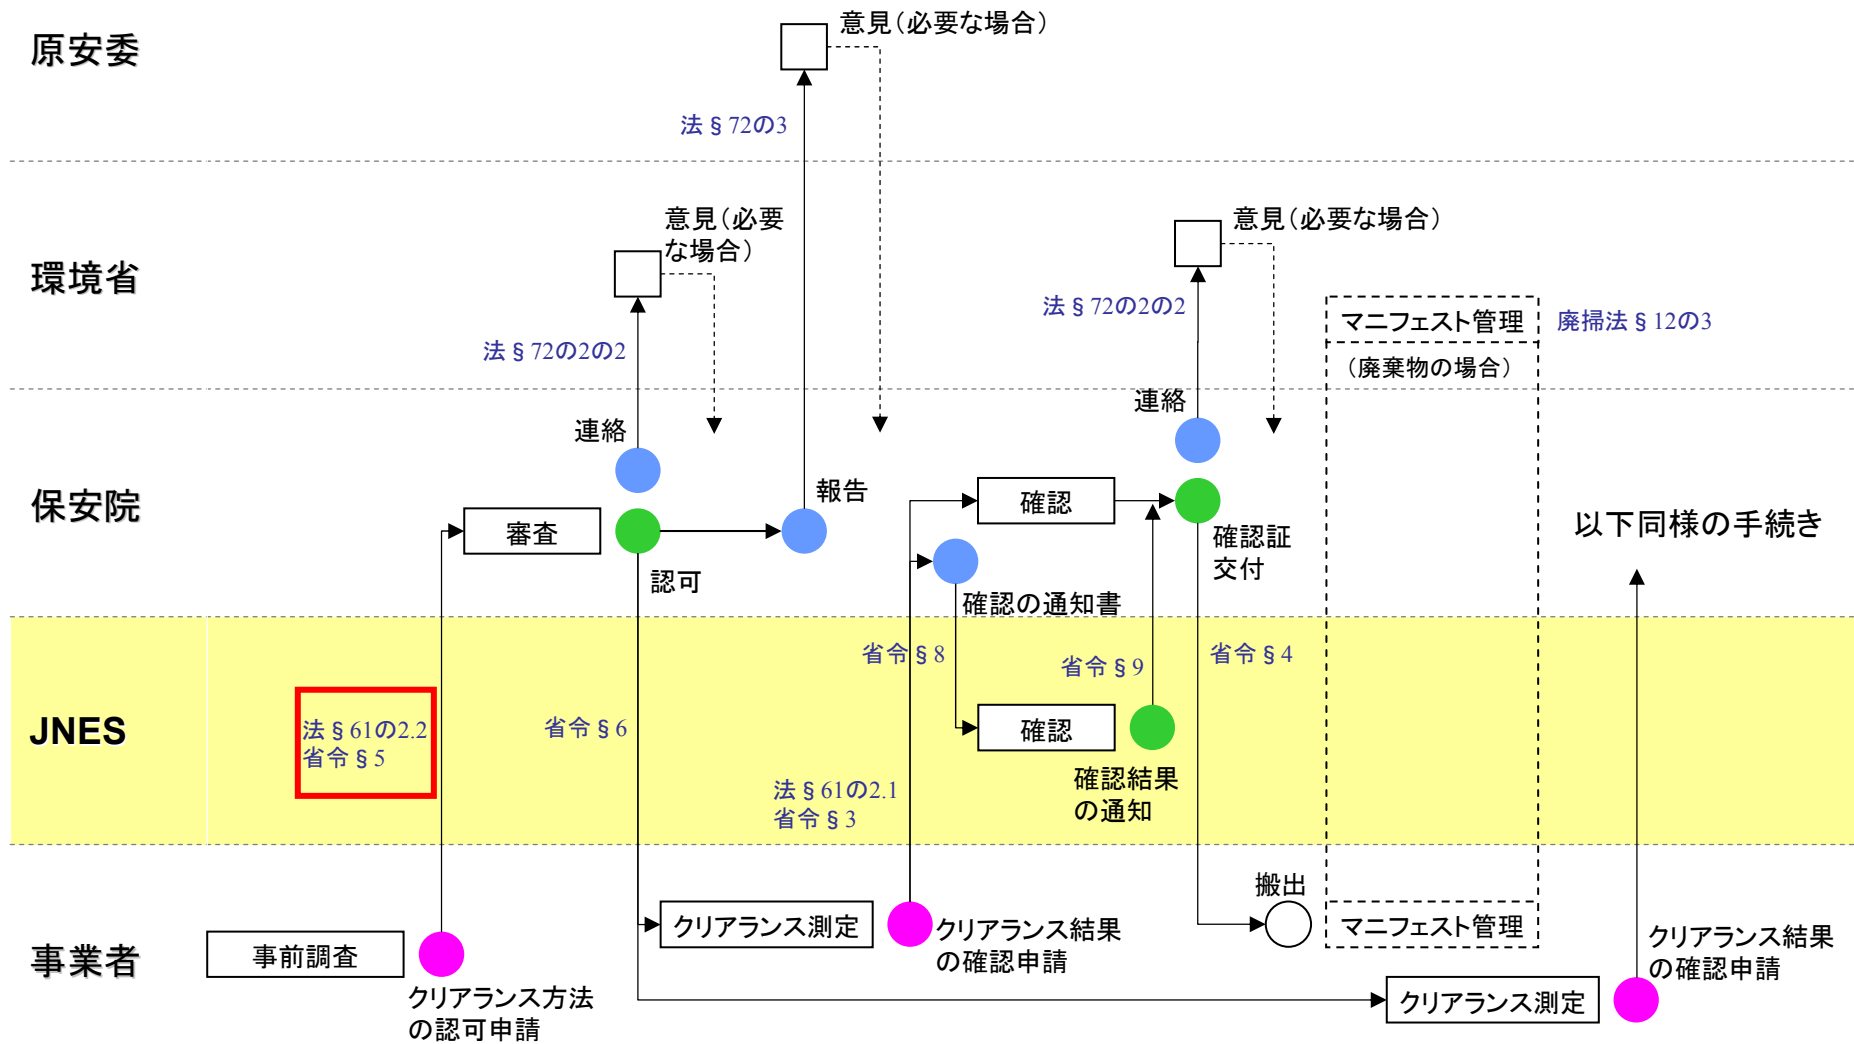 原安委
意見（必要な場合）
法§72の3
環境省
意見（必要
な場合）
法§72の2の2
意見（必要な場合）
法§72の2の2
マニフェスト管理
（廃棄物の場合）
廃掃法§12の3
保安院
連絡
審査
認可
報告
確認
確認の通知書
連絡
確認証
交付
以下同様の手続き
JNES
法§61の2.2
省令§5
省令§6
省令§8
法§61の2.1
省令§3
確認
省令§9
確認結果
の通知
省令§4
事業者
事前調査
クリアランス方法
の認可申請
クリアランス測定
クリアランス結果
の確認申請
搬出
マニフェスト管理
クリアランス測定
クリアランス結果
の確認申請